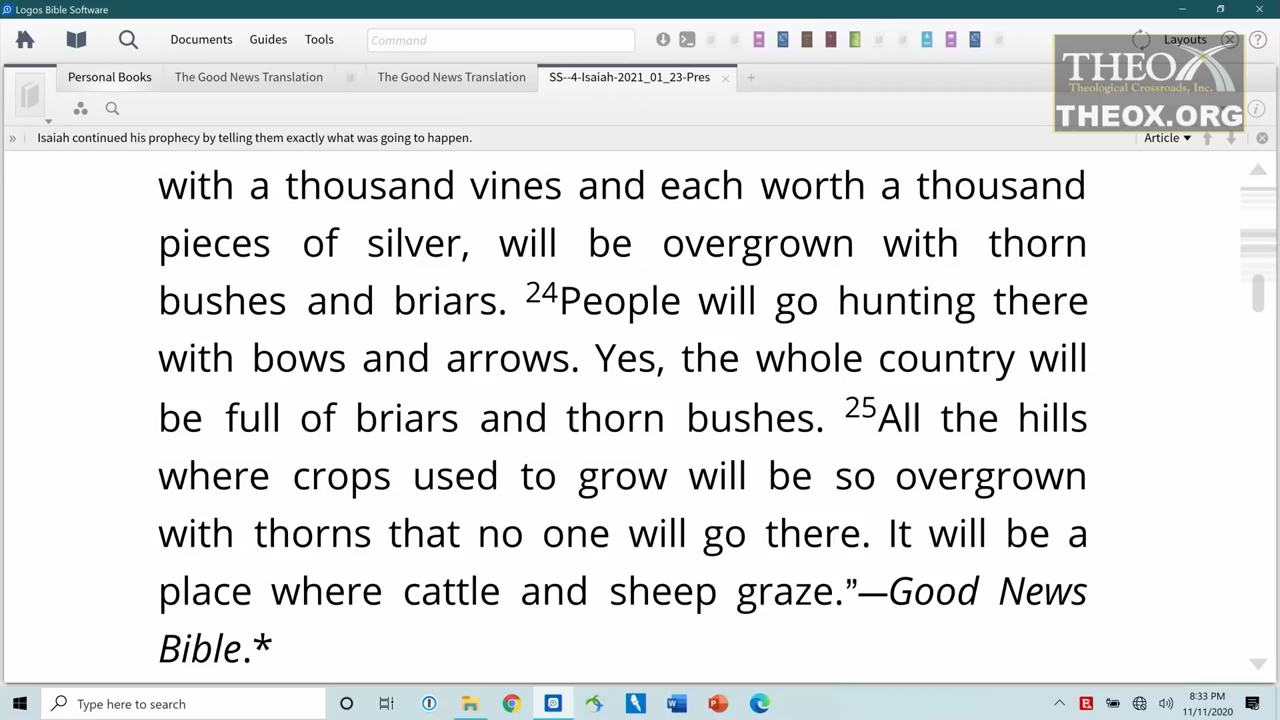 Logos Bible Software
Documents Guides Tools Command Layouts
THEOX
Theological Crossroads, Inc.
THEOX.ORG
Personal Books The Good News Translation The Good News Translation SS--4-Isaiah-2021_01_23-Pres
» Isaiah continued his prophecy by telling them exactly what was going to happen. Article
with a thousand vines and each worth a thousand
pieces of silver, will be overgrown with thorn
bushes and briars. 24People will go hunting there
with bows and arrows. Yes, the whole country will
be full of briars and thorn bushes. 25All the hills
where crops used to grow will be so overgrown
with thorns that no one will go there. It will be a
place where cattle and sheep graze.”—Good News
Bible.*
Type here to search
8:33 PM
11/11/2020